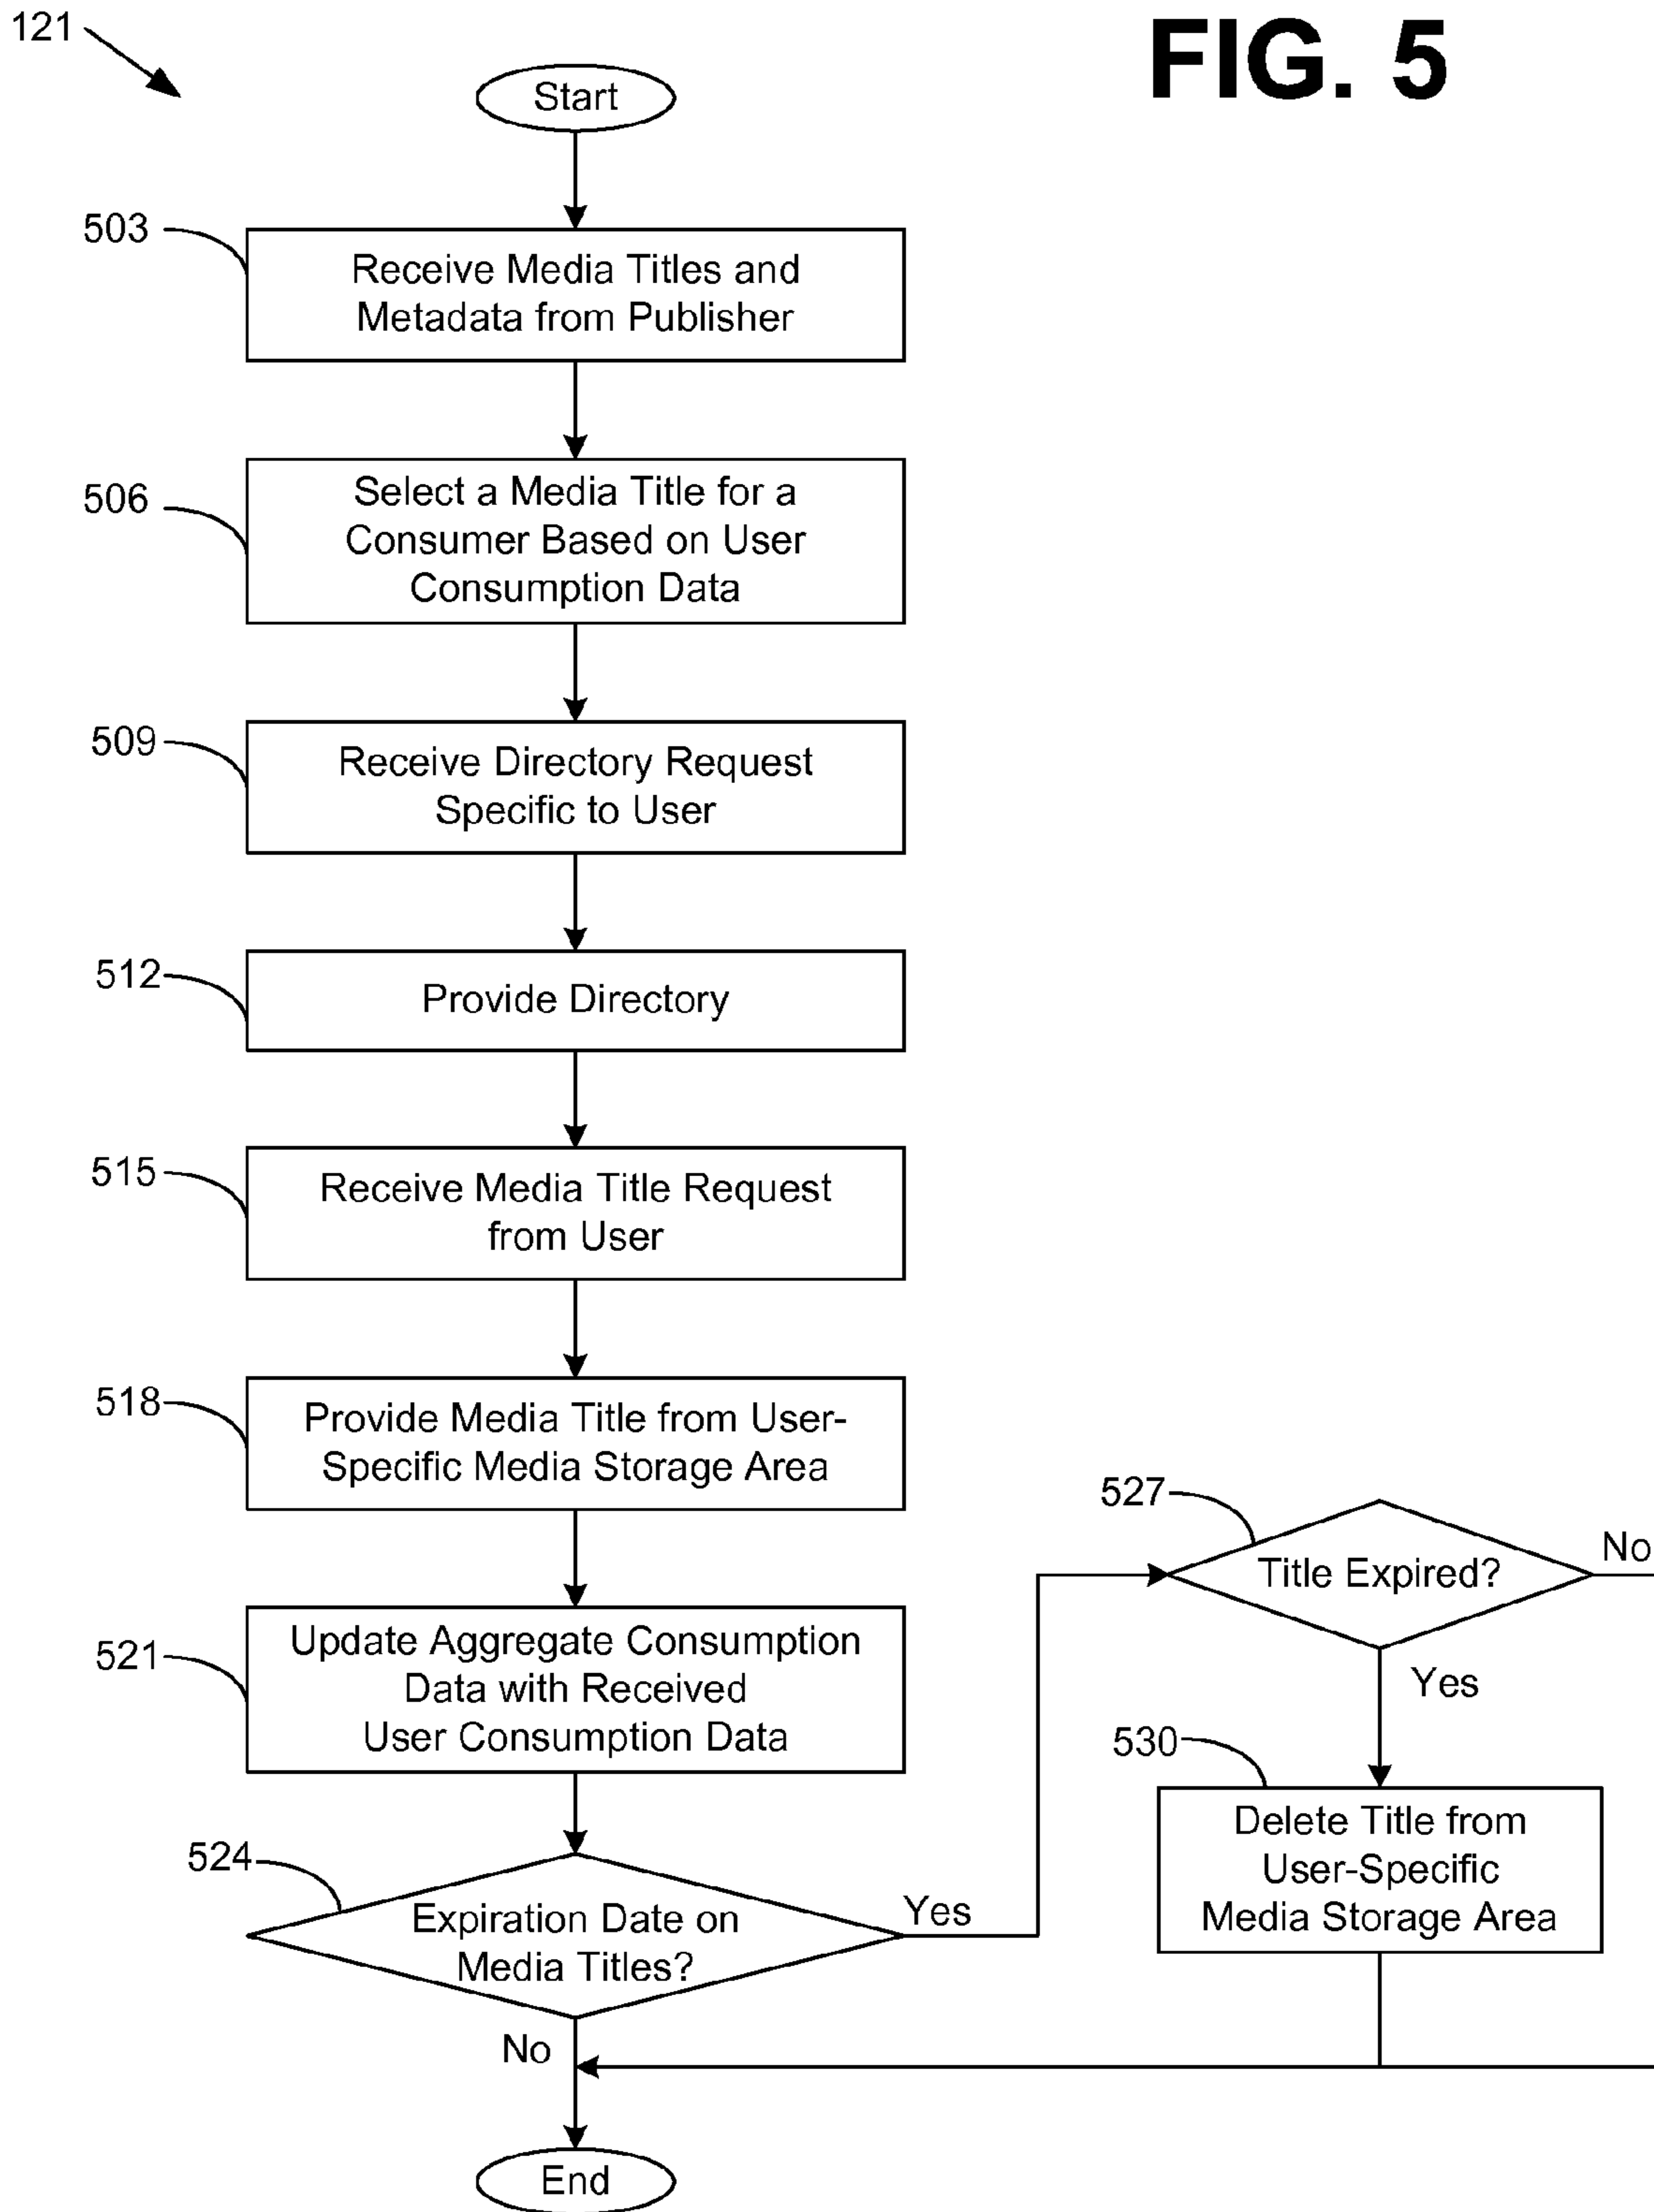 121
FIG. 5
Start
503
Receive Media Titles and
Metadata from Publisher
506
Select a Media Title for a
Consumer Based on User
Consumption Data
509
Receive Directory Request
Specific to User
512
Provide Directory
515
Receive Media Title Request
from User
518
Provide Media Title from User-
Specific Media Storage Area
521
Update Aggregate Consumption
Data with Received
User Consumption Data
524
Expiration Date on
Media Titles?
Yes
No
527
Title Expired?
No
Yes
530
Delete Title from
User-Specific
Media Storage Area
End